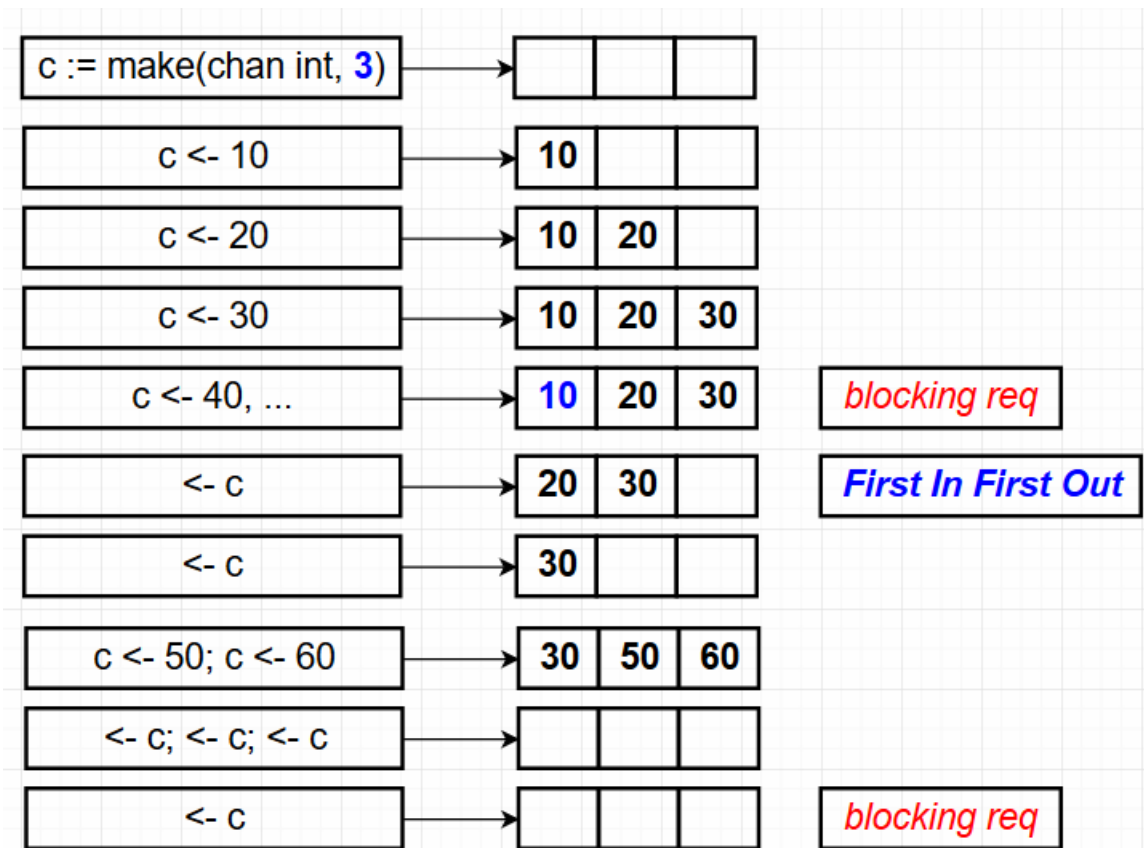 c := make(chan int, 3)
c <- 10
10
c <- 20
10 20
c <- 30
10 20 30
c <- 40, ...
10 20 30
blocking req
<- c
20 30
First In First Out
<- c
30
c <- 50; c <- 60
30 50 60
<- c; <- c; <- c
<- c
blocking req